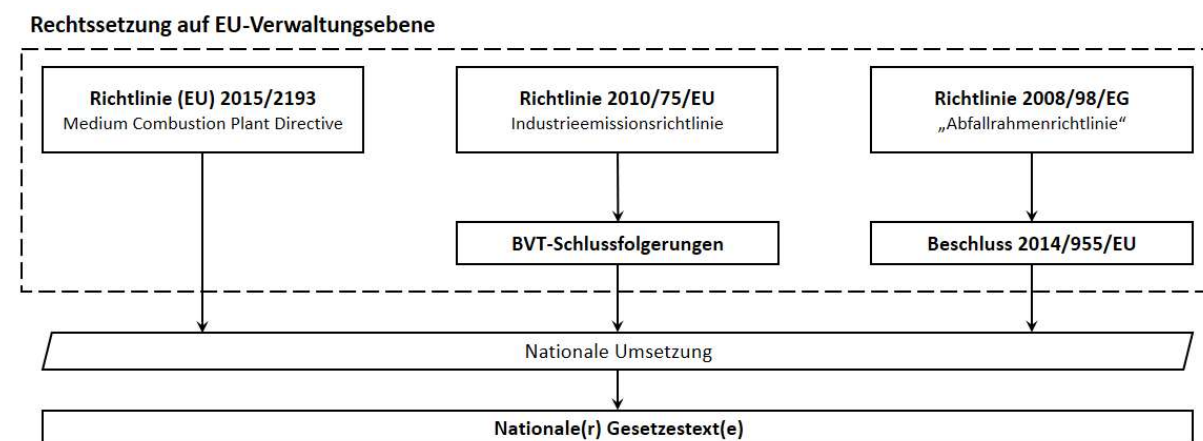 Rechtssetzung auf EU-Verwaltungsebene
Richtlinie (EU) 2015/2193
Medium Combustion Plant Directive
Richtlinie 2010/75/EU
Industrieemissionsrichtlinie
Richtlinie 2008/98/EG
„Abfallrahmenrichtlinie“
BVT-Schlussfolgerungen
Beschluss 2014/955/EU
Nationale Umsetzung
Nationale(r) Gesetzestext(e)